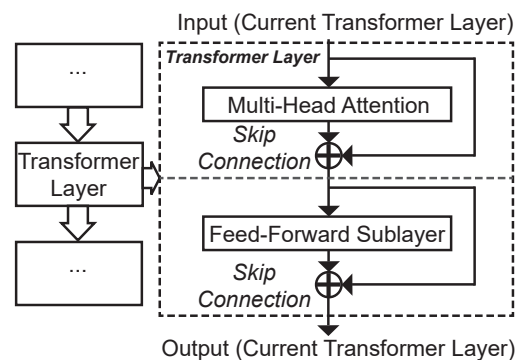 Input (Current Transformer Layer)
...
Transformer Layer
Multi-Head Attention
Skip
Connection
Transformer
Layer
Feed-Forward Sublayer
...
Skip
Connection
Output (Current Transformer Layer)